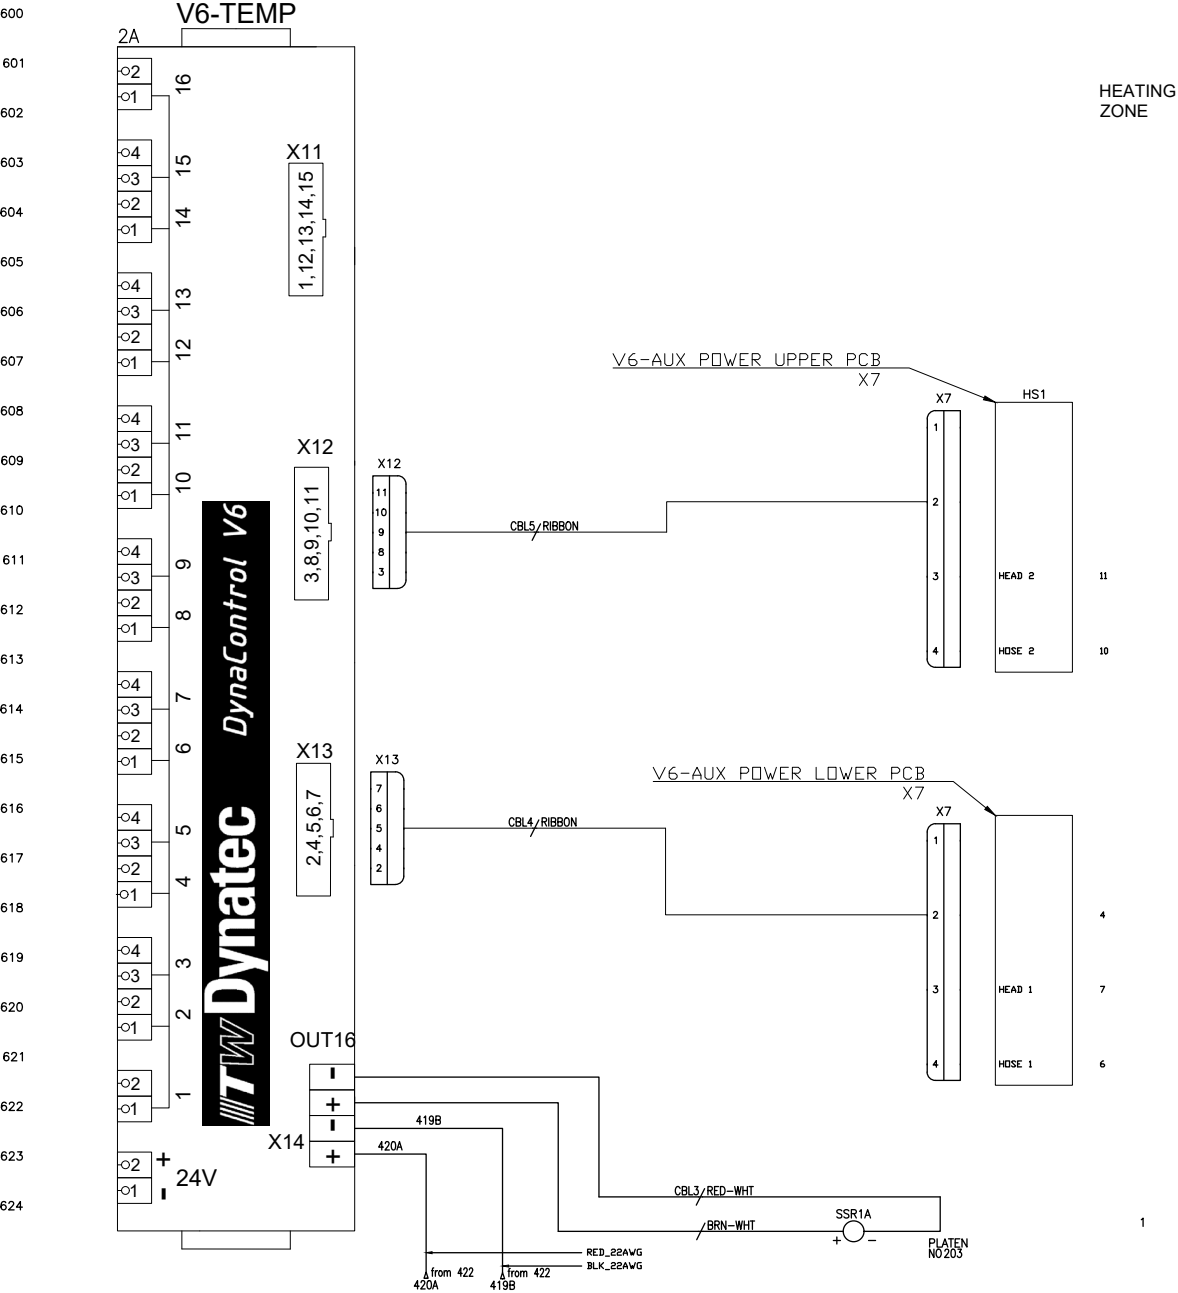 600
V6-TEMP
2A
601
2
1
16
HEATING
ZONE
602
603
4
3
2
1
15
14
X11
1,12,13,14,15
604
605
606
4
3
2
1
13
12
607
V6-AUX POWER UPPER PCB
X7
608
4
3
2
1
11
10
X12
3,8,9,10,11
X12
11
10
9
8
3
CBL5/RIBBON
X7
1
2
3
4
HS1
HEAD 2
11
HOSE 2
10
609
610
611
4
3
2
1
9
8
612
613
614
4
3
2
1
7
6
615
X13
2,4,5,6,7
X13
7
6
5
4
2
CBL4/RIBBON
V6-AUX POWER LOWER PCB
X7
X7
1
2
3
4
4
HEAD 1
7
HOSE 1
6
616
4
3
2
1
5
4
617
618
619
4
3
2
1
3
2
620
621
2
1
1
622
ITW Dynatec DynaControl V6
OUT16
-
+
-
+
X14
419B
420A
623
2
1
+
-
24V
624
CBL3/RED-WHT
BRN-WHT
SSR1A
+ -
PLATEN
NO203
1
RED_22AWG
BLK_22AWG
from 422
420A
from 422
419B